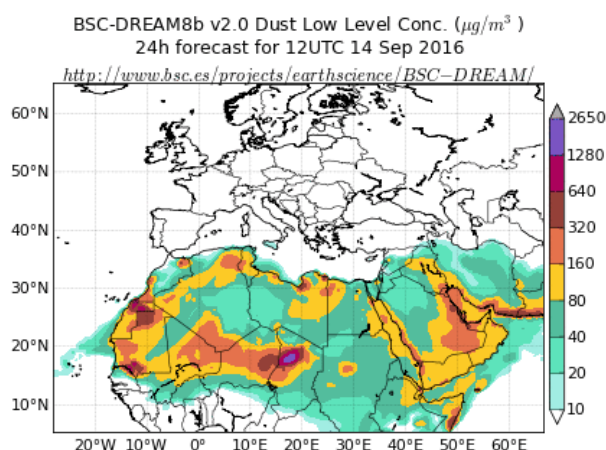 BSC-DREAM8b v2.0 Dust Low Level Conc. (μg/m³ )
24h forecast for 12UTC 14 Sep 2016
http://www.bsc.es/projects/earthscience/BSC−DREAM/
60°N
50°N
40°N
30°N
20°N
10°N
20°W 10°W 0° 10°E 20°E 30°E 40°E 50°E 60°E
2650
1280
640
320
160
80
40
20
10